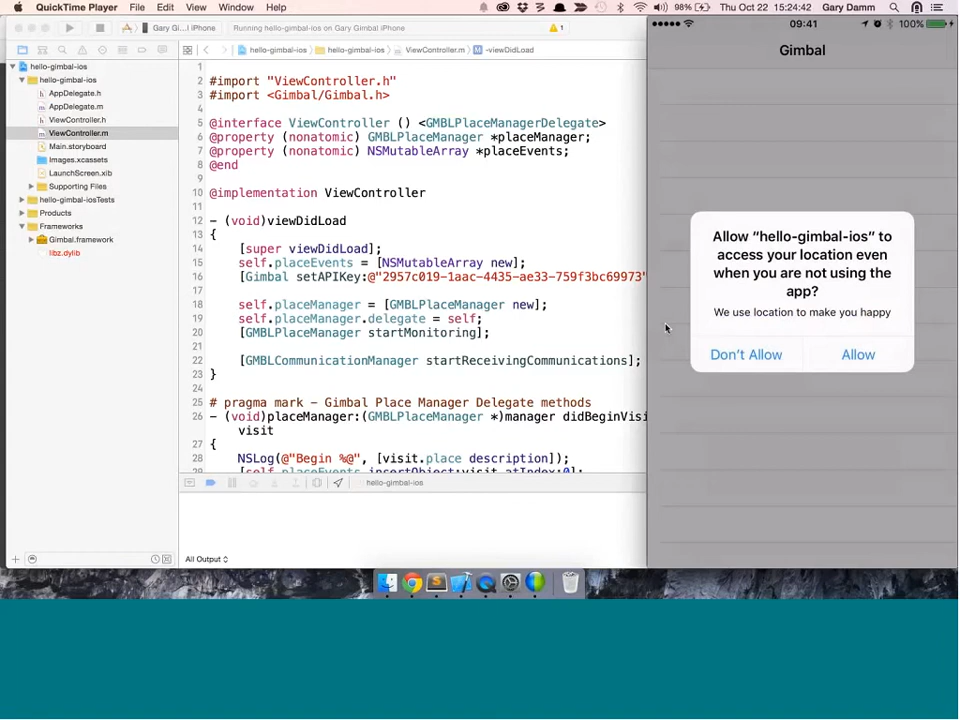 QuickTime Player File Edit View Window Help
98% Thu Oct 22 15:24:42 Gary Damm
Gary Gi... iPhone
Running hello-gimbal-ios on Gary Gimbal iPhone
1
hello-gimbal-ios
hello-gimbal-ios
ViewController.m
M -viewDidLoad
hello-gimbal-ios
hello-gimbal-ios
h AppDelegate.h
m AppDelegate.m
h ViewController.h
m ViewController.m
Main.storyboard
Images.xcassets
LaunchScreen.xib
Supporting Files
hello-gimbal-iosTests
Products
Frameworks
Gimbal.framework
libz.dylib
1
2 #import "ViewController.h"
3 #import <Gimbal/Gimbal.h>
4
5 @interface ViewController () <GMBLPlaceManagerDelegate>
6 @property (nonatomic) GMBLPlaceManager *placeManager;
7 @property (nonatomic) NSMutableArray *placeEvents;
8 @end
9
10 @implementation ViewController
11
12 - (void)viewDidLoad
13 {
14 [super viewDidLoad];
15 self.placeEvents = [NSMutableArray new];
16 [Gimbal setAPIKey:@"2957c019-1aac-4435-ae33-759f3bc69973"
17
18 self.placeManager = [GMBLPlaceManager new];
19 self.placeManager.delegate = self;
20 [GMBLPlaceManager startMonitoring];
21
22 [GMBLCommunicationManager startReceivingCommunications];
23 }
24
25 # pragma mark - Gimbal Place Manager Delegate methods
26 - (void)placeManager:(GMBLPlaceManager *)manager didBeginVisi
visit
27 {
28 NSLog(@"Begin %@", [visit.place description]);
29 [self.placeEvents insertObject:visit atIndex:0];
hello-gimbal-ios
All Output
09:41
100%
Gimbal
Allow “hello-gimbal-ios” to
access your location even
when you are not using the
app?
We use location to make you happy
Don’t Allow
Allow